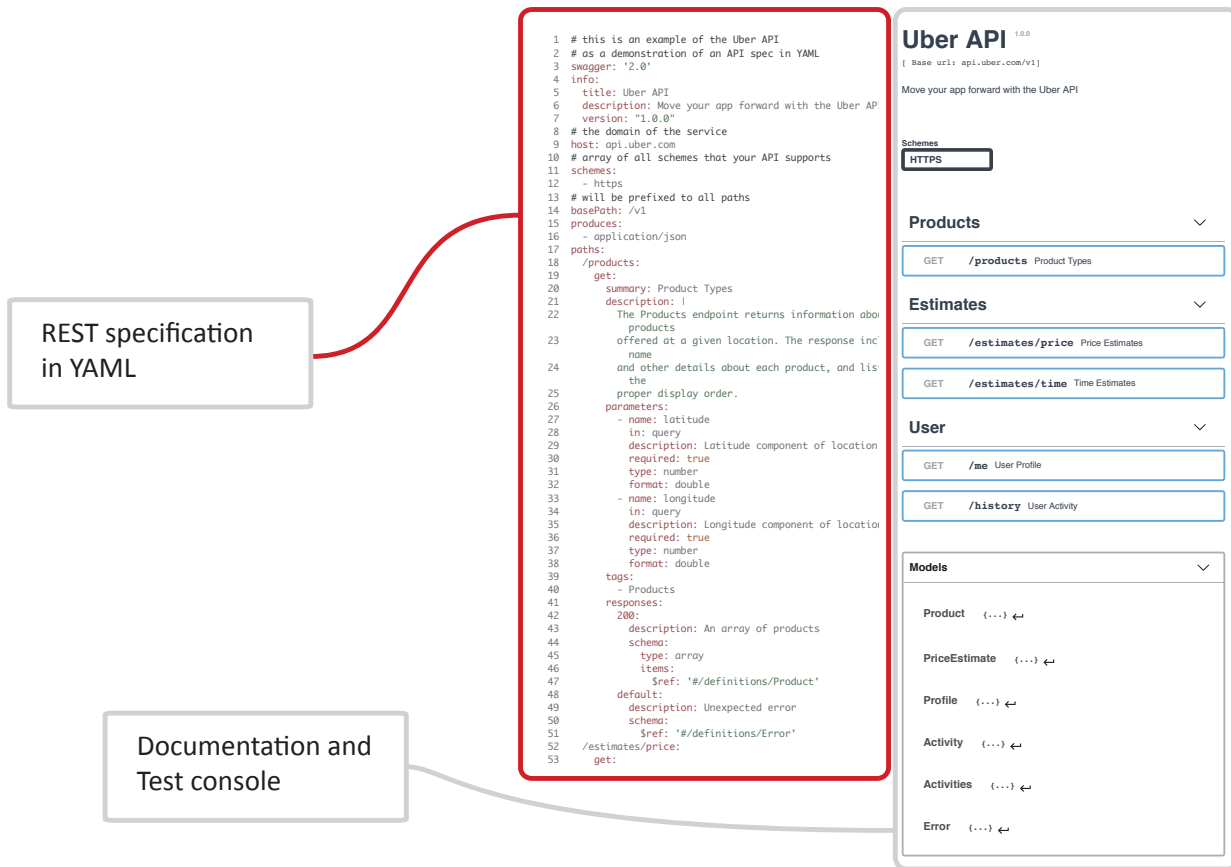 REST specification
in YAML
Documentation and
Test console
1 # this is an example of the Uber API
2 # as a demonstration of an API spec in YAML
3 swagger: '2.0'
4 info:
5 title: Uber API
6 description: Move your app forward with the Uber AP
7 version: "1.0.0"
8 # the domain of the service
9 host: api.uber.com
10 # array of all schemes that your API supports
11 schemes:
12 - https
13 # will be prefixed to all paths
14 basePath: /v1
15 produces:
16 - application/json
17 paths:
18 /products:
19 get:
20 summary: Product Types
21 description: |
22 The Products endpoint returns information abou
products
23 offered at a given location. The response incl
name
24 and other details about each product, and lis
the
25 proper display order.
26 parameters:
27 - name: latitude
28 in: query
29 description: Latitude component of location
30 required: true
31 type: number
32 format: double
33 - name: longitude
34 in: query
35 description: Longitude component of location
36 required: true
37 type: number
38 format: double
39 tags:
40 - Products
41 responses:
42 200:
43 description: An array of products
44 schema:
45 type: array
46 items:
47 $ref: '#/definitions/Product'
48 default:
49 description: Unexpected error
50 schema:
51 $ref: '#/definitions/Error'
52 /estimates/price:
53 get:
Uber API 1.0.0
[ Base url: api.uber.com/v1]
Move your app forward with the Uber API
Schemes
HTTPS
Products
GET /products Product Types
Estimates
GET /estimates/price Price Estimates
GET /estimates/time Time Estimates
User
GET /me User Profile
GET /history User Activity
Models
Product {...}
PriceEstimate {...}
Profile {...}
Activity {...}
Activities {...}
Error {...}